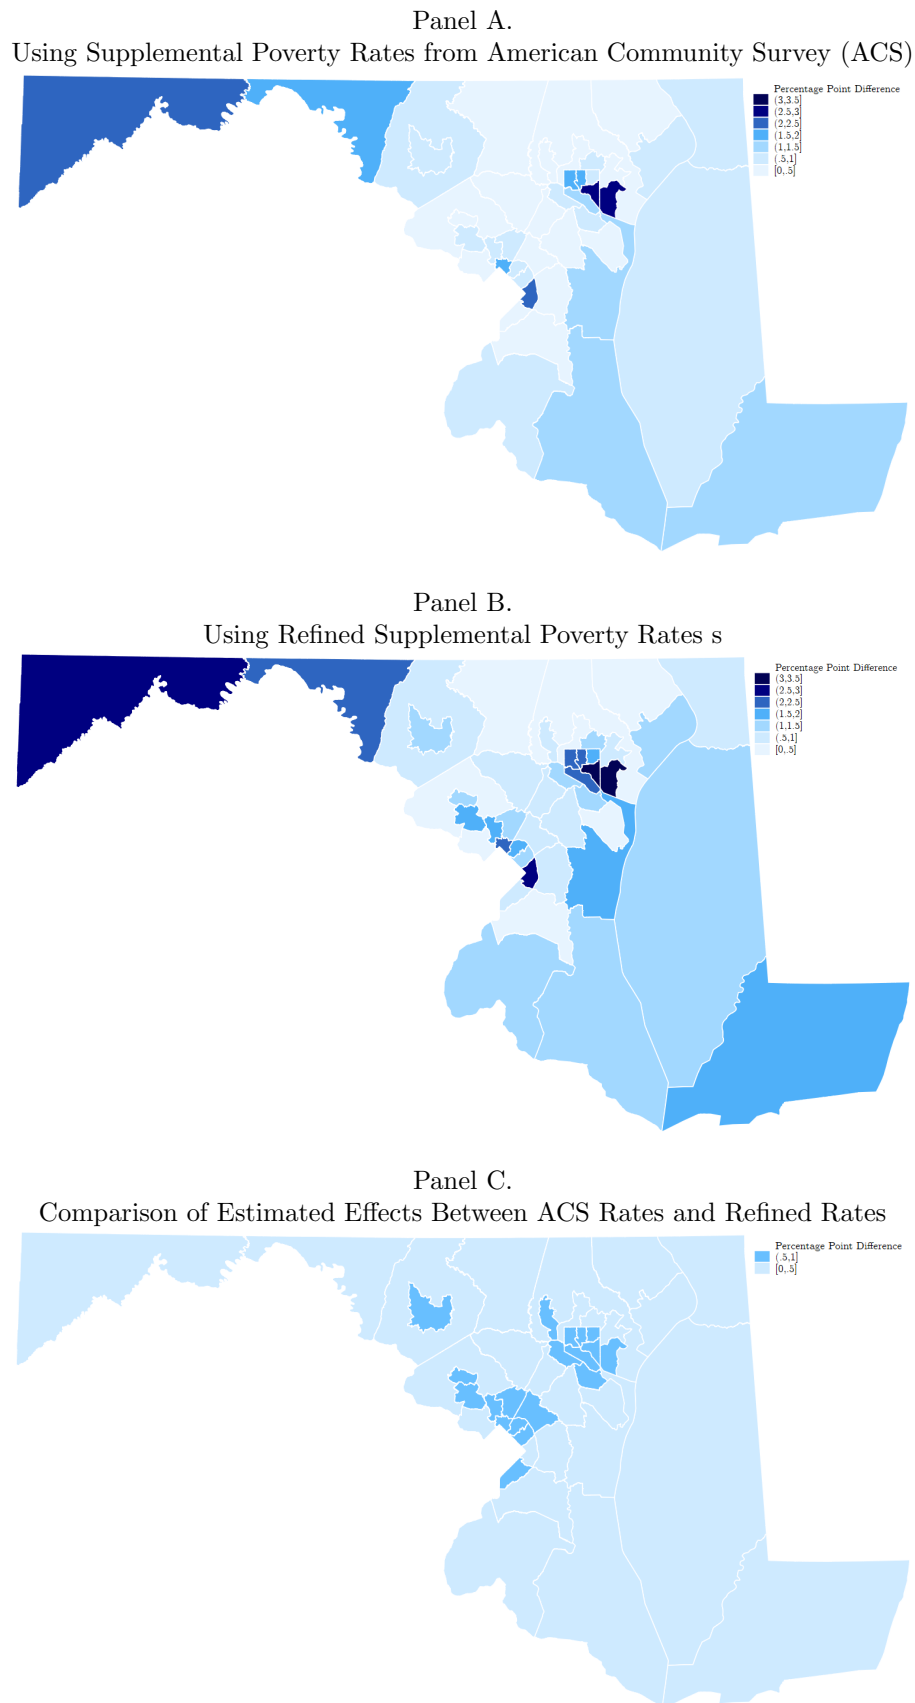 Panel A.
Using Supplemental Poverty Rates from American Community Survey (ACS)
Percentage Point Difference
(3,3.5]
(2.5,3]
(2,2.5]
(1.5,2]
(1,1.5]
(.5,1]
[0,.5]
Panel B.
Using Refined Supplemental Poverty Rates s
Percentage Point Difference
(3,3.5]
(2.5,3]
(2,2.5]
(1.5,2]
(1,1.5]
(.5,1]
[0,.5]
Panel C.
Comparison of Estimated Effects Between ACS Rates and Refined Rates
Percentage Point Difference
(.5,1]
[0,.5]